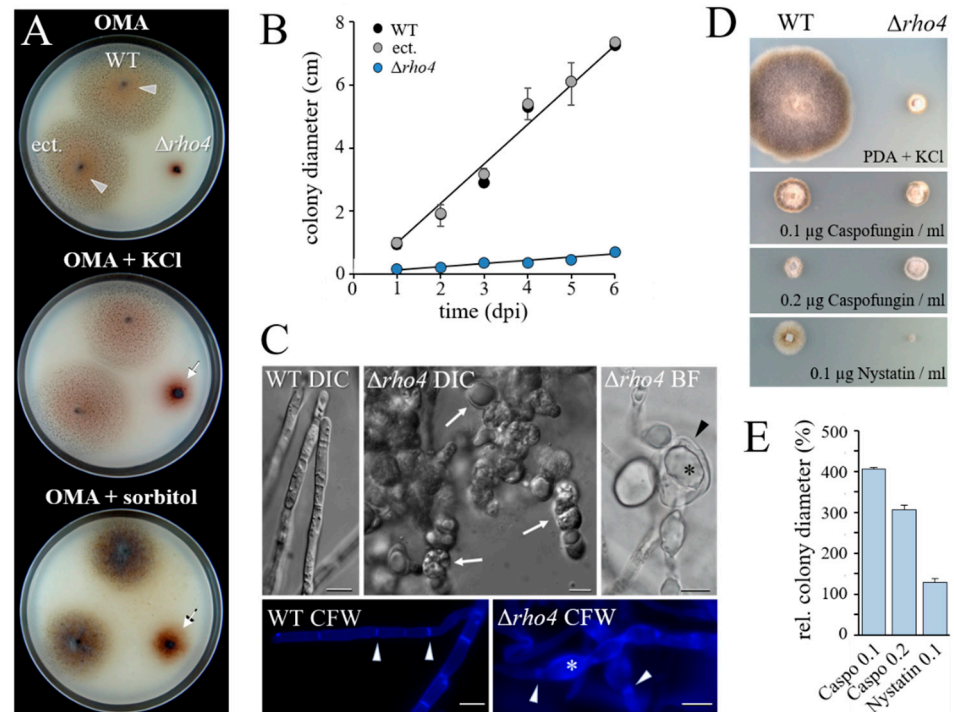 A
OMA
WT
ect.
Δrho4
OMA + KCl
OMA + sorbitol
B
8
6
4
2
0
colony diameter (cm)
WT
ect.
Δrho4
0 1 2 3 4 5 6
time (dpi)
C
WT DIC
Δrho4 DIC
Δrho4 BF
*
WT CFW
Δrho4 CFW
*
D
WT Δrho4
PDA + KCl
0.1 µg Caspofungin / ml
0.2 µg Caspofungin / ml
0.1 µg Nystatin / ml
E
500
400
300
200
100
0
rel. colony diameter (%)
Caspo 0.1
Caspo 0.2
Nystatin 0.1